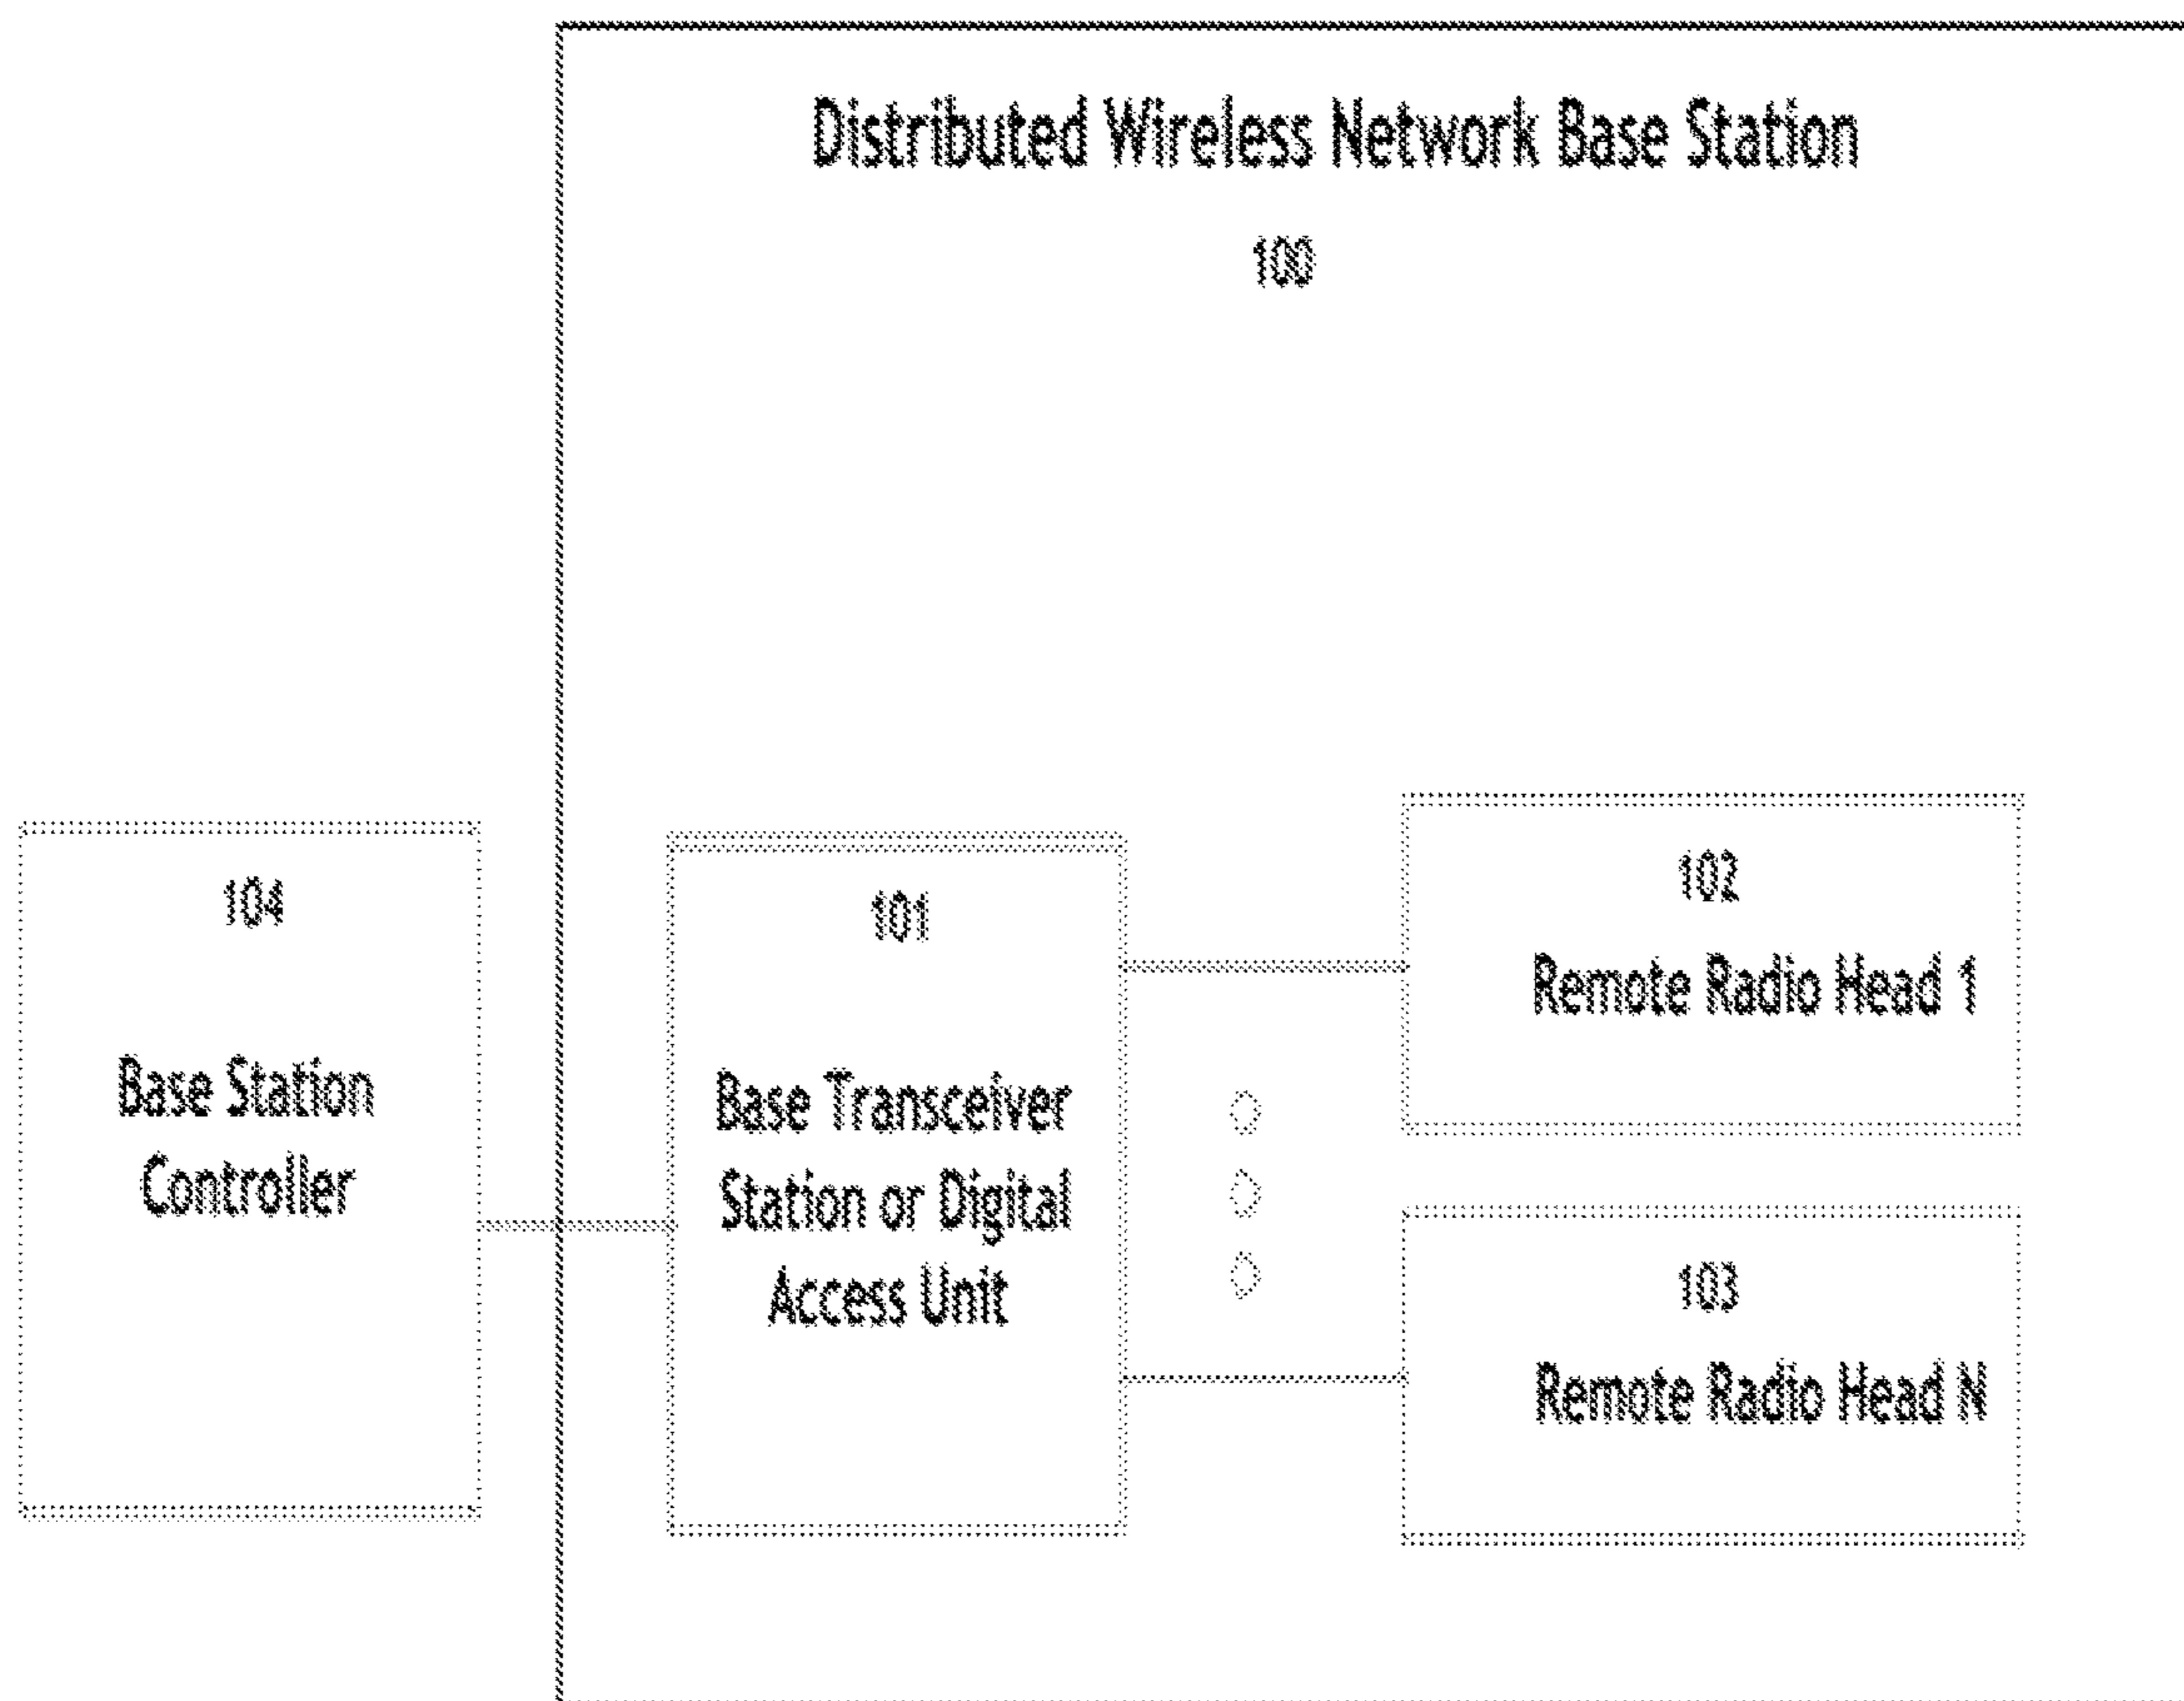 Distributed Wireless Network Base Station
100
104
Base Station
Controller
101
Base Transceiver
Station or Digital
Access Unit
102
Remote Radio Head 1
103
Remote Radio Head N